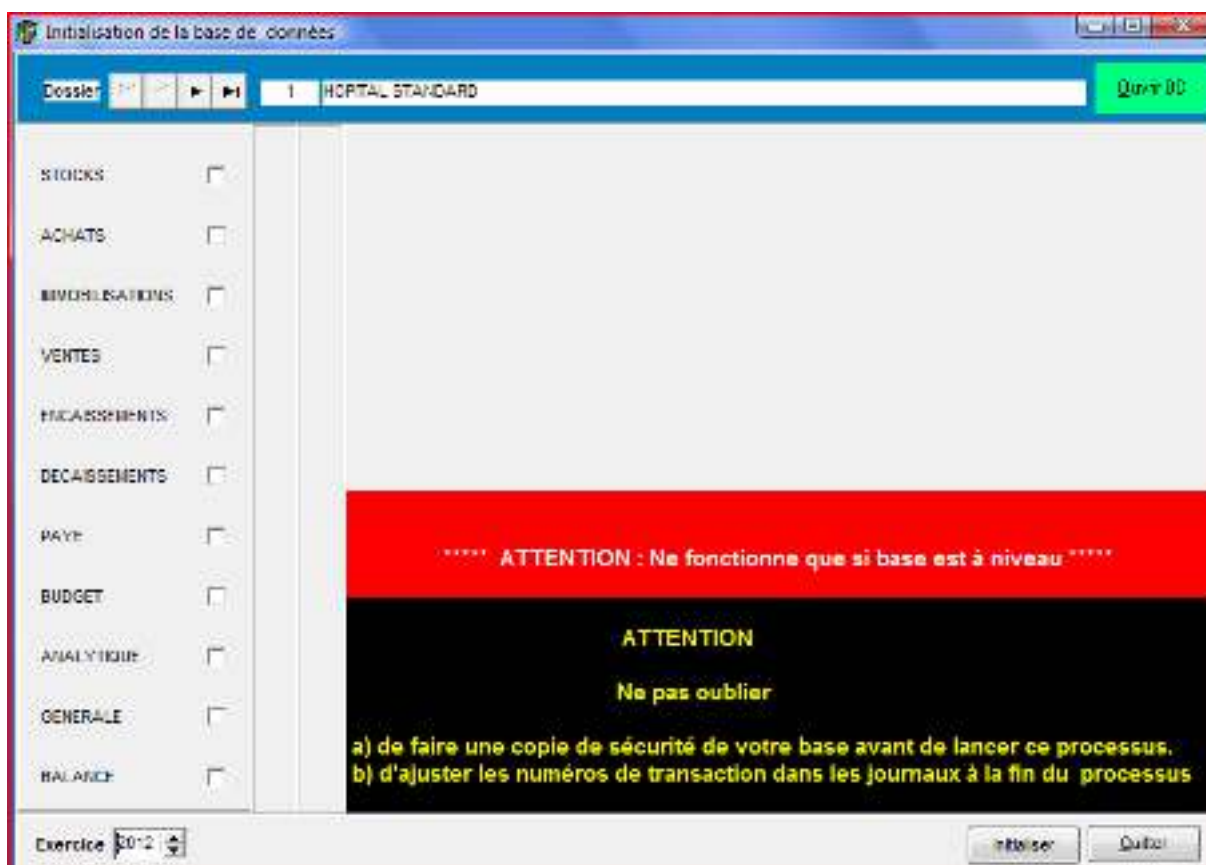 Initialisation de la base de données
Dossier 1 HOPITAL STANDARD Ouvrir BD
STOCKS
ACHATS
IMMOBILISATIONS
VENTES
ENCAISSEMENTS
DECAISSEMENTS
PAYE
BUDGET
ANALYTIQUE
GENERALE
BALANCE
***** ATTENTION : Ne fonctionne que si base est à niveau *****
ATTENTION
Ne pas oublier
a) de faire une copie de sécurité de votre base avant de lancer ce processus.
b) d'ajuster les numéros de transaction dans les journaux à la fin du processus
Exercice 2012 Initialiser Quitter